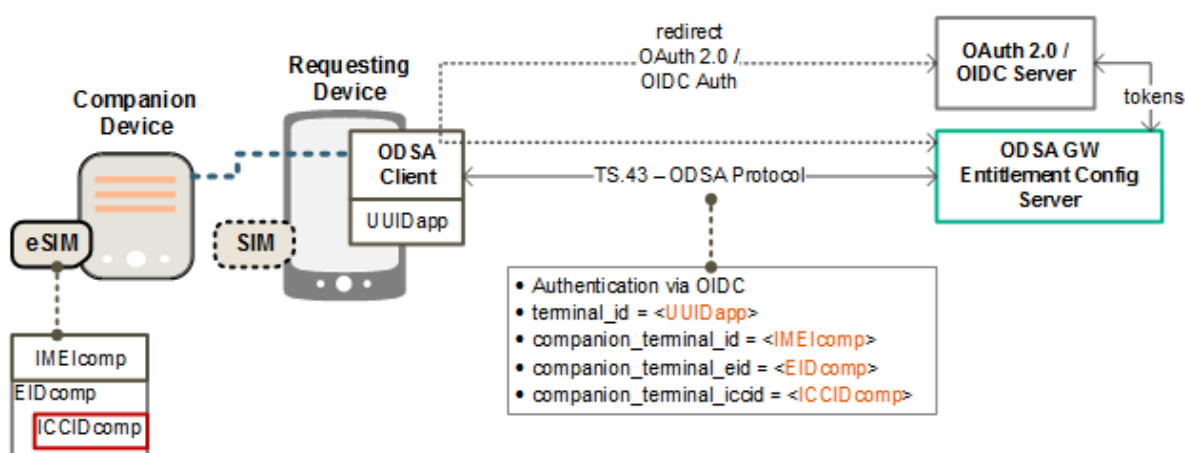 redirect
OAuth 2.0 /
OIDC Auth
OAuth 2.0 /
OIDC Server
tokens
Requesting
Device
Companion
Device
ODSA
Client
UUIDapp
TS.43 – ODSA Protocol
ODSA GW
Entitlement Config
Server
eSIM
SIM
• Authentication via OIDC
• terminal_id = <UUIDapp>
• companion_terminal_id = <IMEIcomp>
• companion_terminal_eid = <EIDcomp>
• companion_terminal_iccid = <ICCIDcomp>
IMEIcomp
EIDcomp
ICCIDcomp